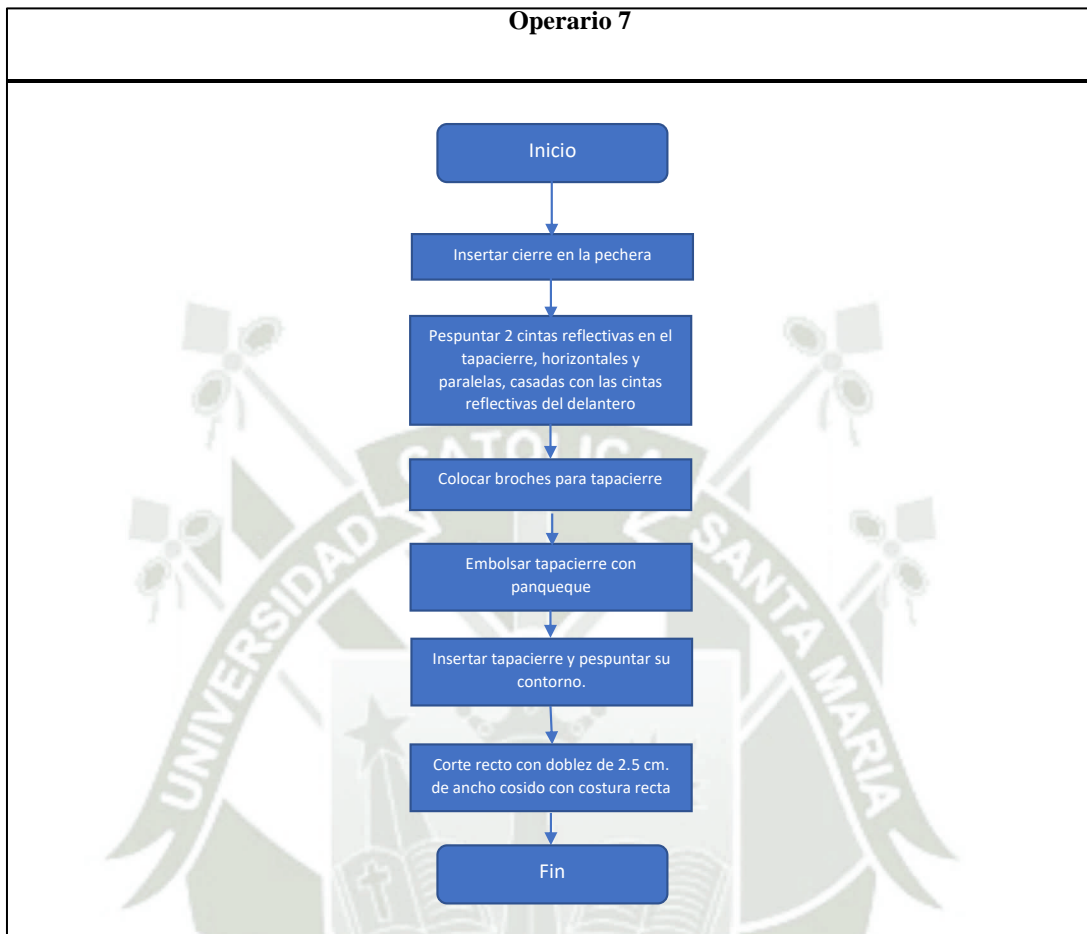 Operario 7
Inicio
Insertar cierre en la pechera
Pespuntar 2 cintas reflectivas en el
tapacierre, horizontales y
paralelas, casadas con las cintas
reflectivas del delantero
Colocar broches para tapacierre
Embolsar tapacierre con
panqueque
Insertar tapacierre y pespuntar su
contorno.
Corte recto con doblez de 2.5 cm.
de ancho cosido con costura recta
Fin
UNIVERSIDAD CATOLICA SANTA MARIA